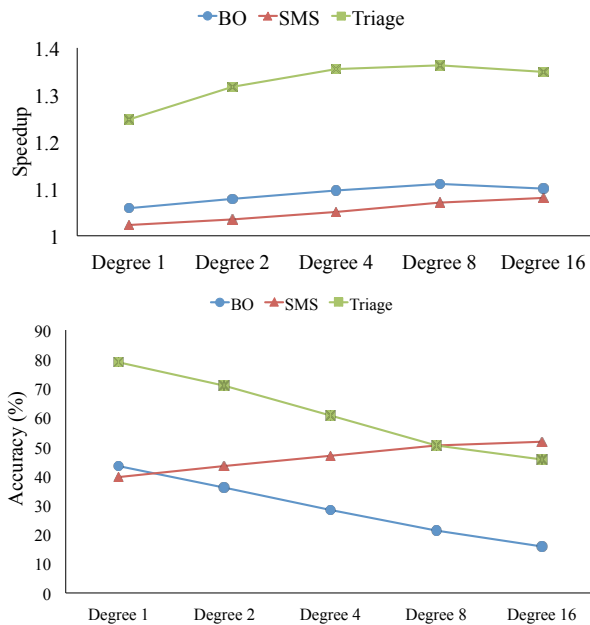 BO SMS Triage
1.4
1.3
1.2
1.1
1
Speedup
Degree 1 Degree 2 Degree 4 Degree 8 Degree 16
BO SMS Triage
90
80
70
60
50
40
30
20
10
0
Accuracy (%)
Degree 1 Degree 2 Degree 4 Degree 8 Degree 16